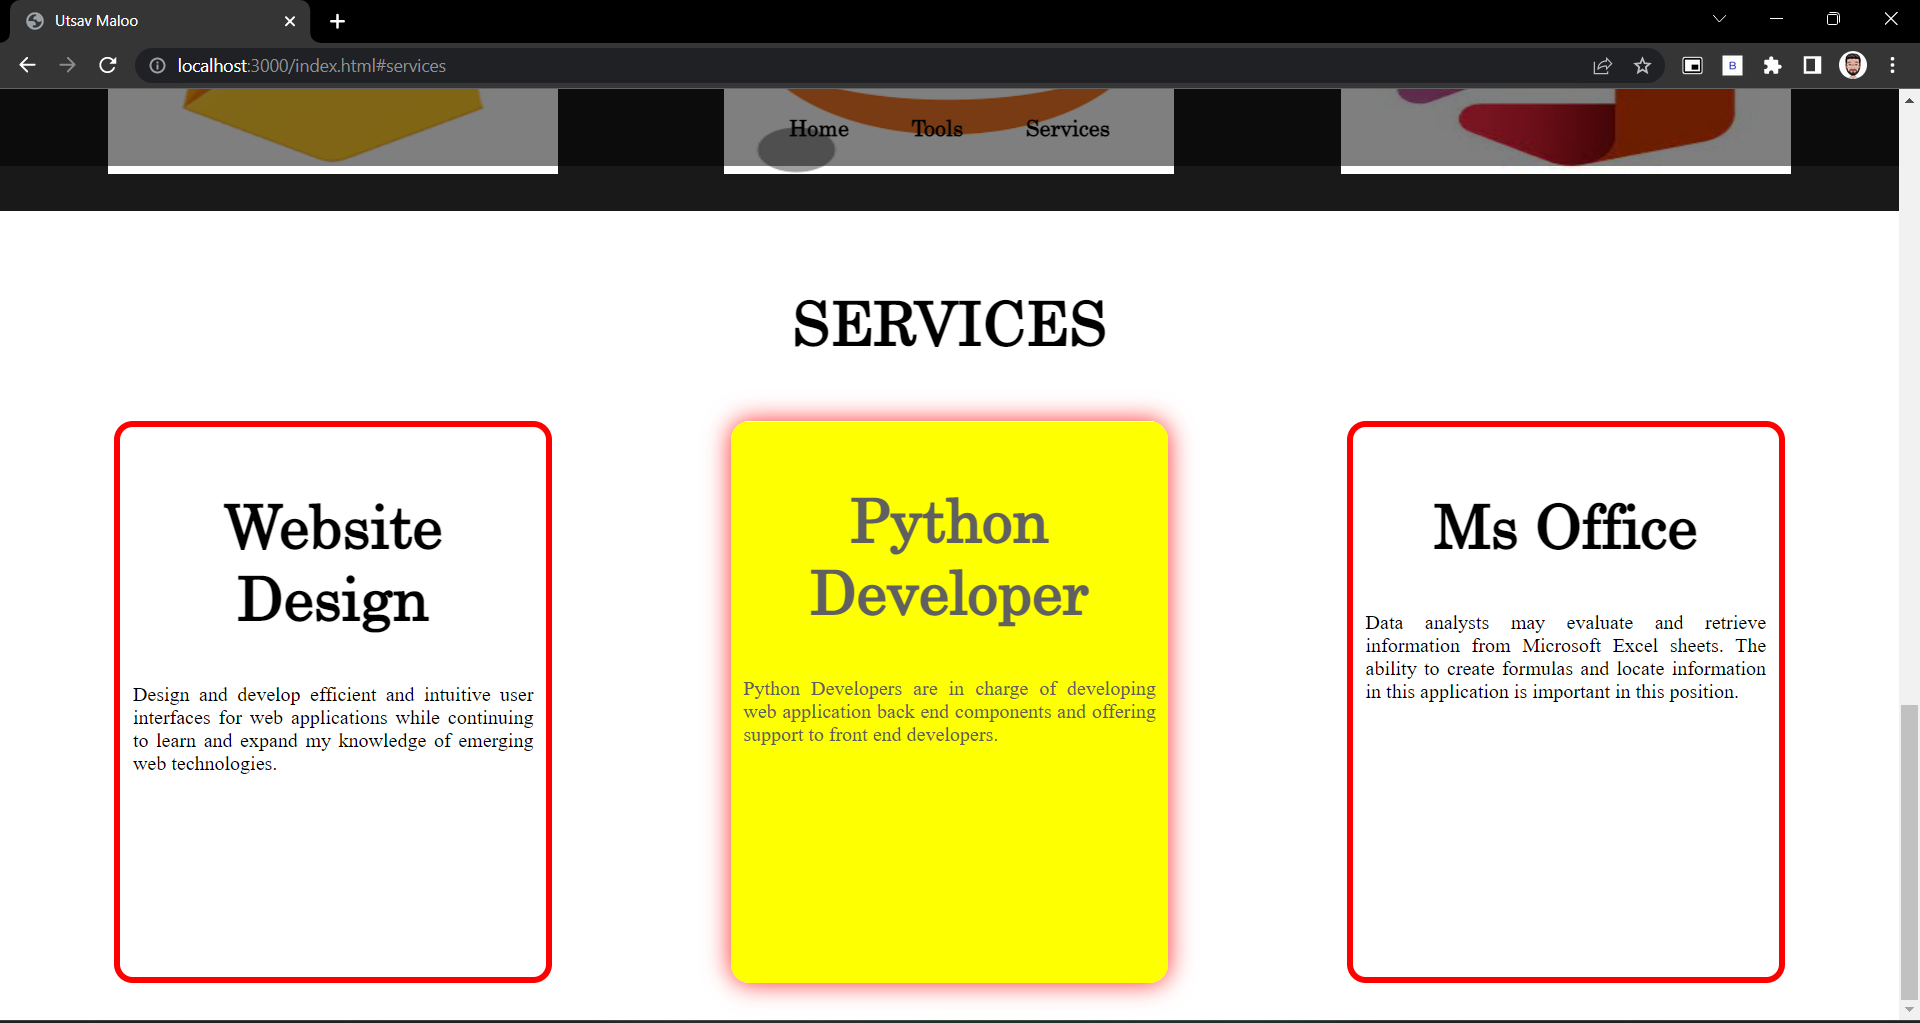 Utsav Maloo
localhost:3000/index.html#services
B
Home Tools Services
SERVICES
Website
Design
Design and develop efficient and intuitive user
interfaces for web applications while continuing
to learn and expand my knowledge of emerging
web technologies.
Python
Developer
Python Developers are in charge of developing
web application back end components and offering
support to front end developers.
Ms Office
Data analysts may evaluate and retrieve
information from Microsoft Excel sheets. The
ability to create formulas and locate information
in this application is important in this position.